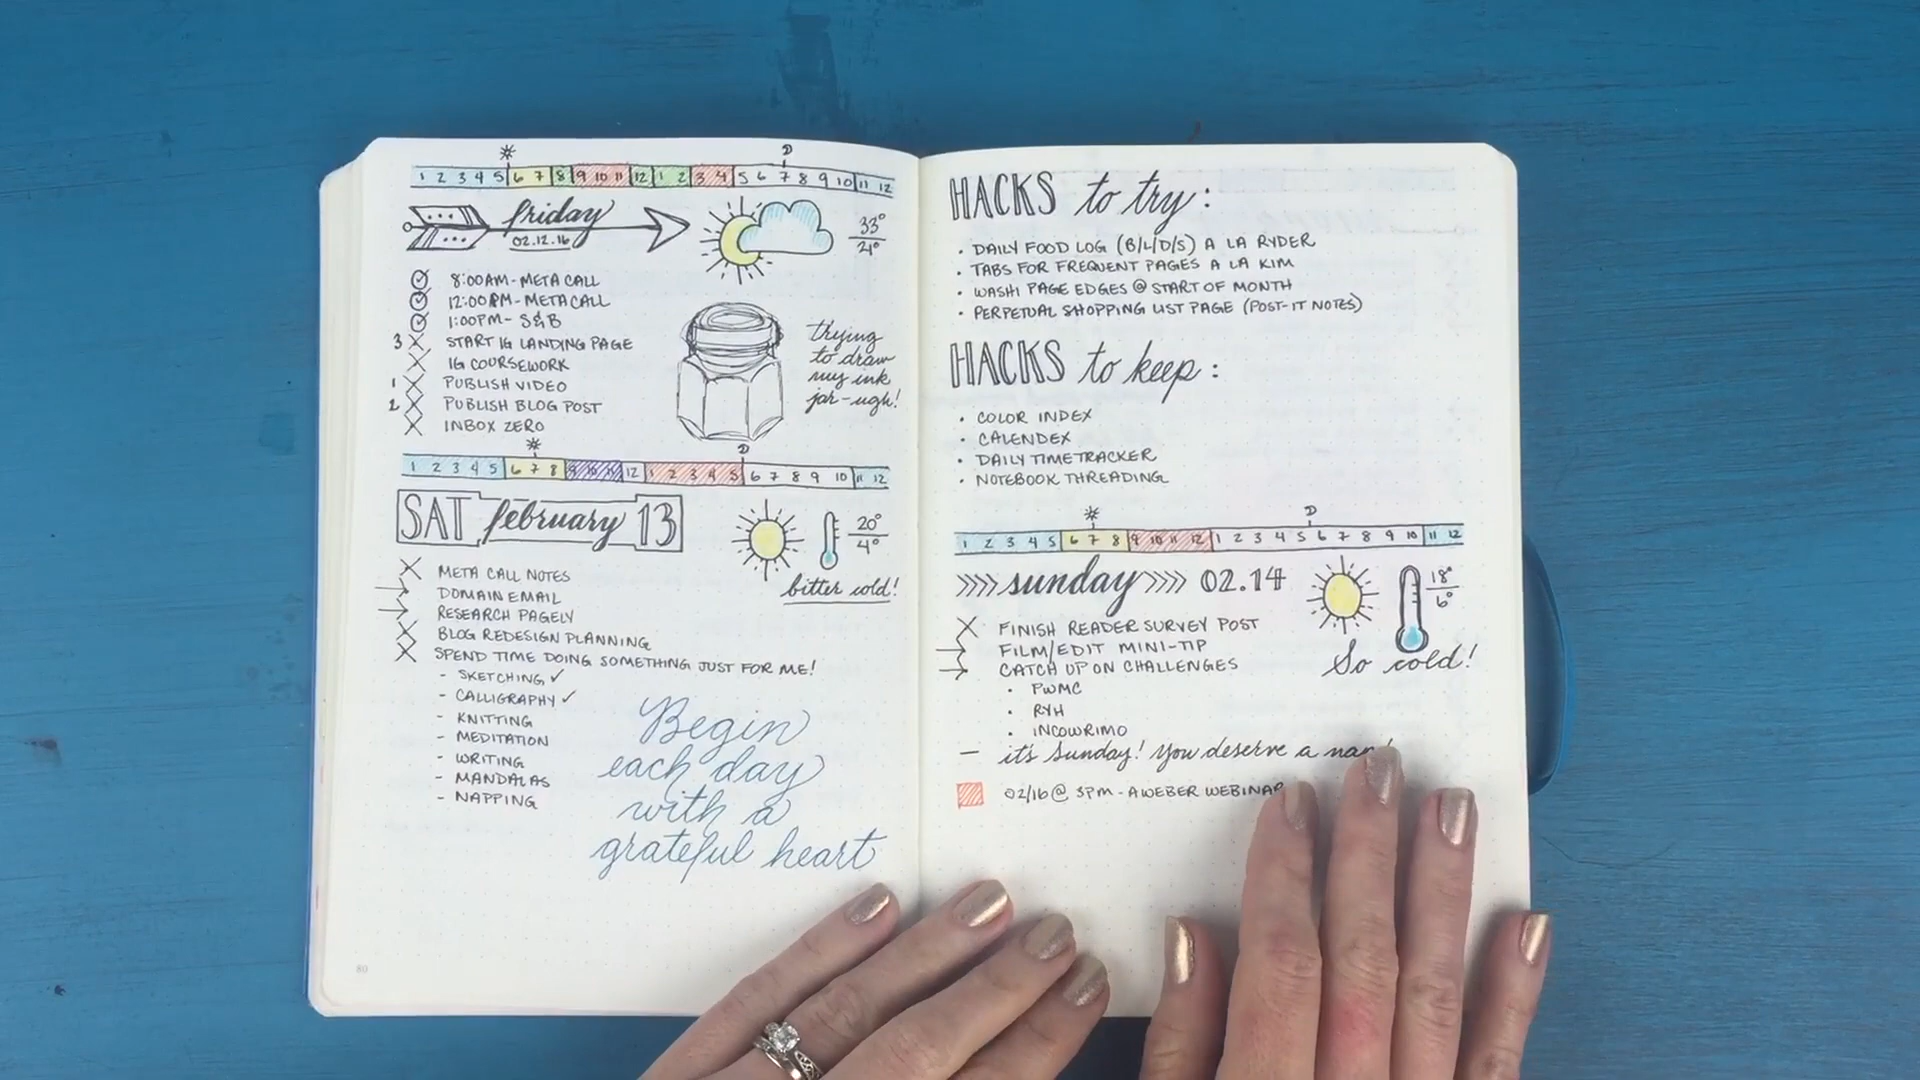 1 2 3 4 5 6 7 8 9 10 11 12 1 2 3 4 5 6 7 8 9 10 11 12
friday
02.12.16
33°
21°
8:00AM - META CALL
12:00PM - META CALL
1:00PM - S&B
3 X START IG LANDING PAGE
X IG COURSEWORK
1 X PUBLISH VIDEO
2 X PUBLISH BLOG POST
X INBOX ZERO
trying
to draw
my ink
jar - ugh!
1 2 3 4 5 6 7 8 9 10 11 12 1 2 3 4 5 6 7 8 9 10 11 12
SAT february 13
20°
4°
bitter cold!
X META CALL NOTES
→ DOMAIN EMAIL
→ RESEARCH PAGELY
X BLOG REDESIGN PLANNING
X SPEND TIME DOING SOMETHING JUST FOR ME!
- SKETCHING ✓
- CALLIGRAPHY ✓
- KNITTING
- MEDITATION
- WRITING
- MANDALAS
- NAPPING
Begin
each day
with a
grateful heart
80
HACKS to try:
• DAILY FOOD LOG (B/L/D/S) A LA RYDER
• TABS FOR FREQUENT PAGES A LA KIM
• WASHI PAGE EDGES @ START OF MONTH
• PERPETUAL SHOPPING LIST PAGE (POST-IT NOTES)
HACKS to keep:
• COLOR INDEX
• CALENDEX
• DAILY TIMETRACKER
• NOTEBOOK THREADING
1 2 3 4 5 6 7 8 9 10 11 12 1 2 3 4 5 6 7 8 9 10 11 12
>>>> sunday >>>> 02.14
18°
6°
So cold!
X FINISH READER SURVEY POST
→ FILM/EDIT MINI-TIP
→ CATCH UP ON CHALLENGES
• PWMC
• RYH
• INCOWRIMO
— it's sunday! you deserve a nap!
02/16 @ 3PM - AWEBER WEBINAR